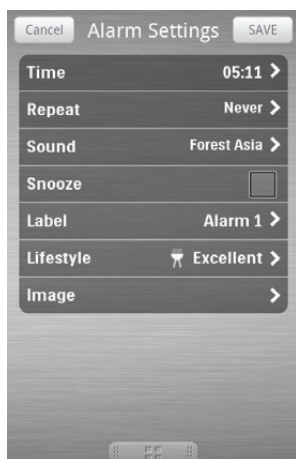 Cancel Alarm Settings SAVE
Time 05:11
Repeat Never
Sound Forest Asia
Snooze
Label Alarm 1
Lifestyle Excellent
Image